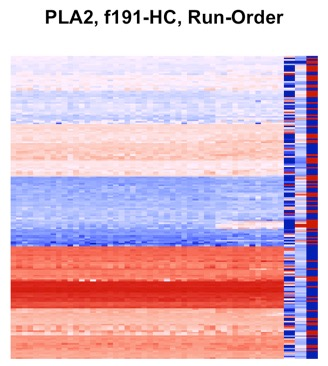 PLA2, f191-HC, Run-Order